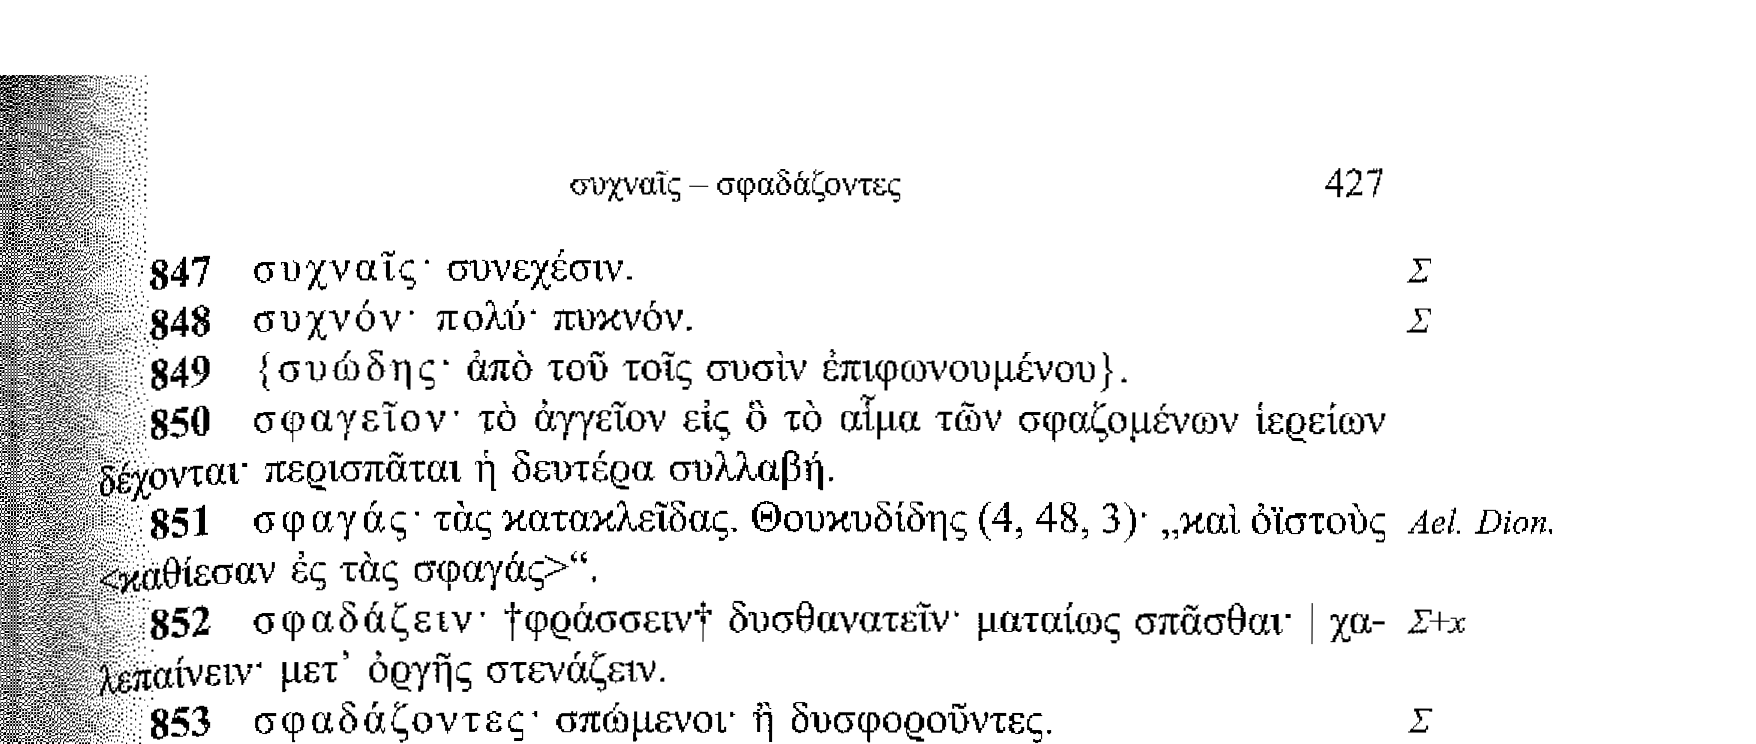 συχναῖς – σφαδάζοντες 427
847 συχναῖς· συνεχέσιν. Σ
848 συχνόν· πολύ· πυκνόν. Σ
849 {συώδης· ἀπὸ τοῦ τοῖς συσὶν ἐπιφωνουμένου}.
850 σφαγεῖον· τὸ ἀγγεῖον εἰς ὃ τὸ αἷμα τῶν σφαζομένων ἱερείων
δέχονται· περισπᾶται ἡ δευτέρα συλλαβή.
851 σφαγάς· τὰς κατακλεῖδας. Θουκυδίδης (4, 48, 3)· „καὶ ὀϊστοὺς Ael. Dion.
<καθίεσαν ἐς τὰς σφαγάς>“.
852 σφαδάζειν· †φράσσειν† δυσθανατεῖν· ματαίως σπᾶσθαι· | χα- Σ+x
λεπαίνειν· μετ’ ὀργῆς στενάζειν.
853 σφαδάζοντες· σπώμενοι· ἢ δυσφοροῦντες. Σ